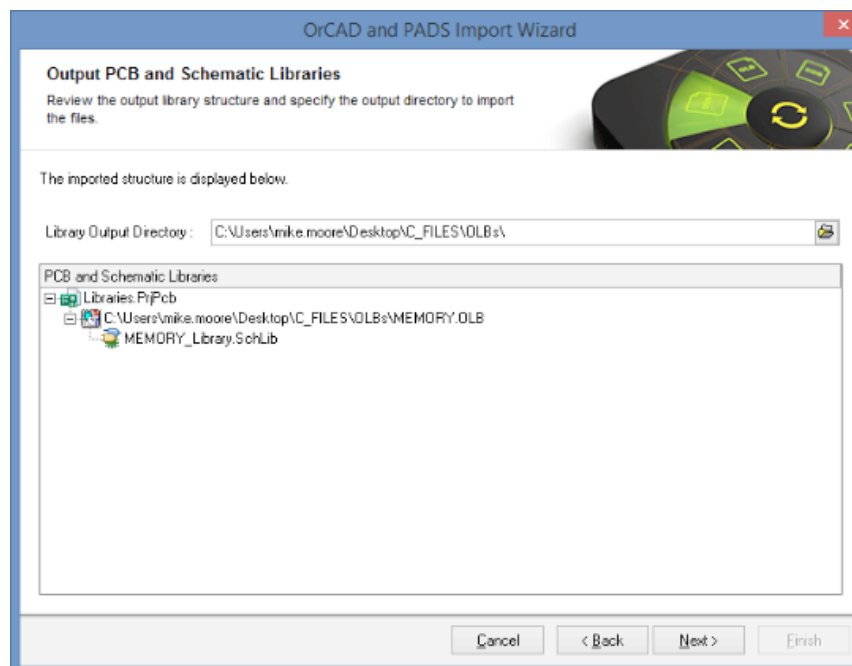 OrCAD and PADS Import Wizard
Output PCB and Schematic Libraries
Review the output library structure and specify the output directory to import
the files.
The imported structure is displayed below.
Library Output Directory : C:\Users\mike.moore\Desktop\C_FILES\OLBs\
PCB and Schematic Libraries
Libraries.PrjPcb
C:\Users\mike.moore\Desktop\C_FILES\OLBs\MEMORY.OLB
MEMORY_Library.SchLib
Cancel < Back Next > Finish